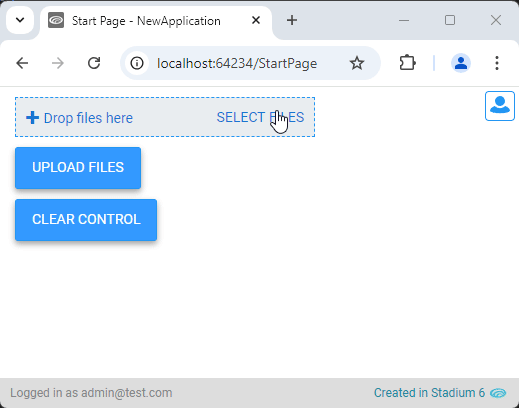 Start Page - NewApplication
localhost:64234/StartPage
Drop files here SELECT FILES
UPLOAD FILES
CLEAR CONTROL
Logged in as admin@test.com Created in Stadium 6